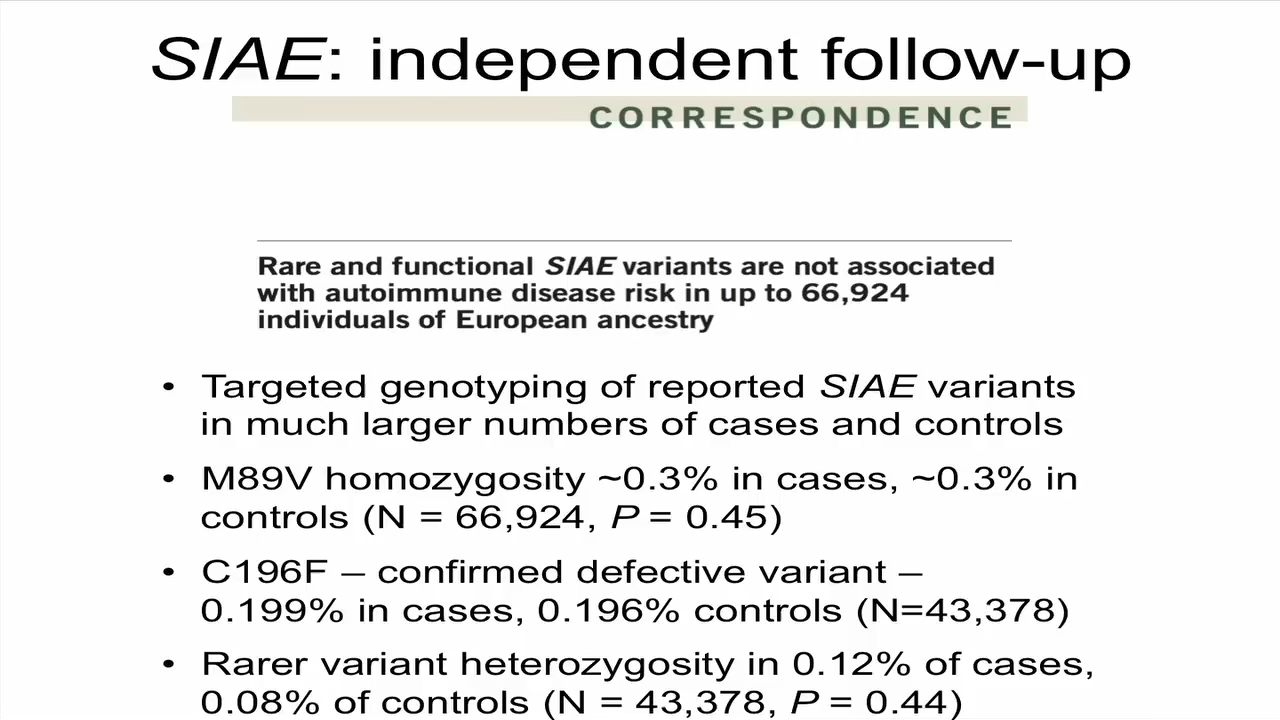 SIAE: independent follow-up
CORRESPONDENCE
Rare and functional SIAE variants are not associated
with autoimmune disease risk in up to 66,924
individuals of European ancestry
• Targeted genotyping of reported SIAE variants
in much larger numbers of cases and controls
• M89V homozygosity ~0.3% in cases, ~0.3% in
controls (N = 66,924, P = 0.45)
• C196F – confirmed defective variant –
0.199% in cases, 0.196% controls (N=43,378)
• Rarer variant heterozygosity in 0.12% of cases,
0.08% of controls (N = 43,378, P = 0.44)